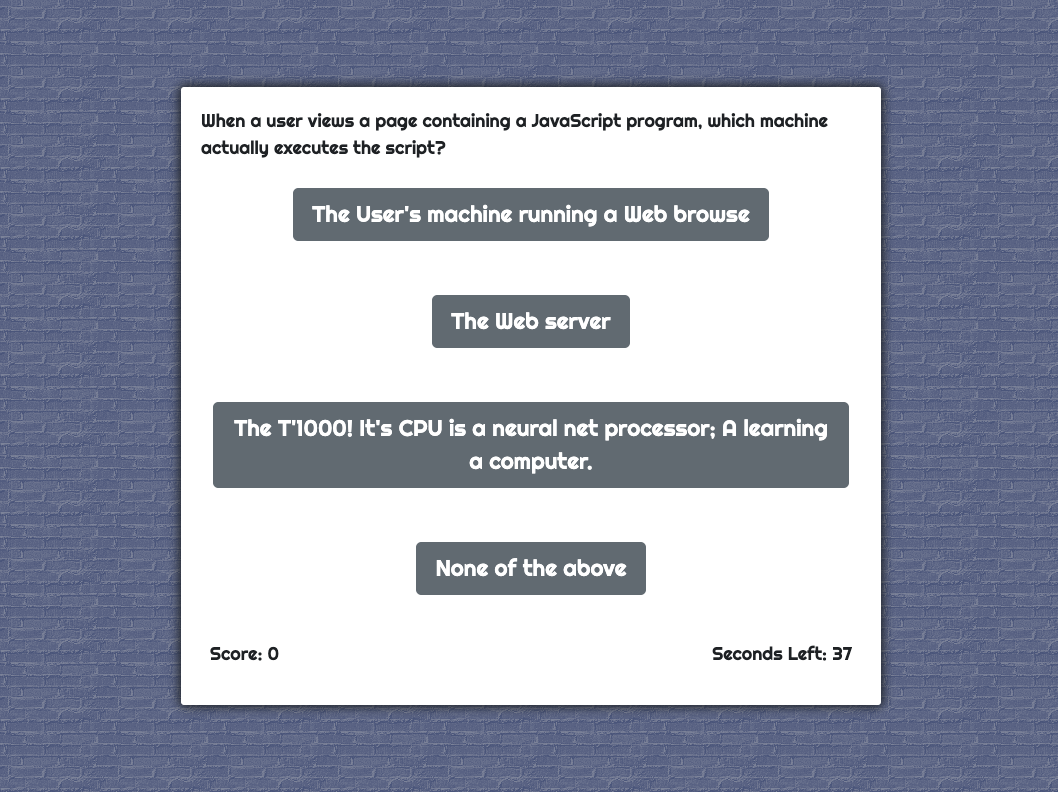 When a user views a page containing a JavaScript program, which machine
actually executes the script?
The User's machine running a Web browse
The Web server
The T'1000! It's CPU is a neural net processor; A learning
a computer.
None of the above
Score: 0
Seconds Left: 37